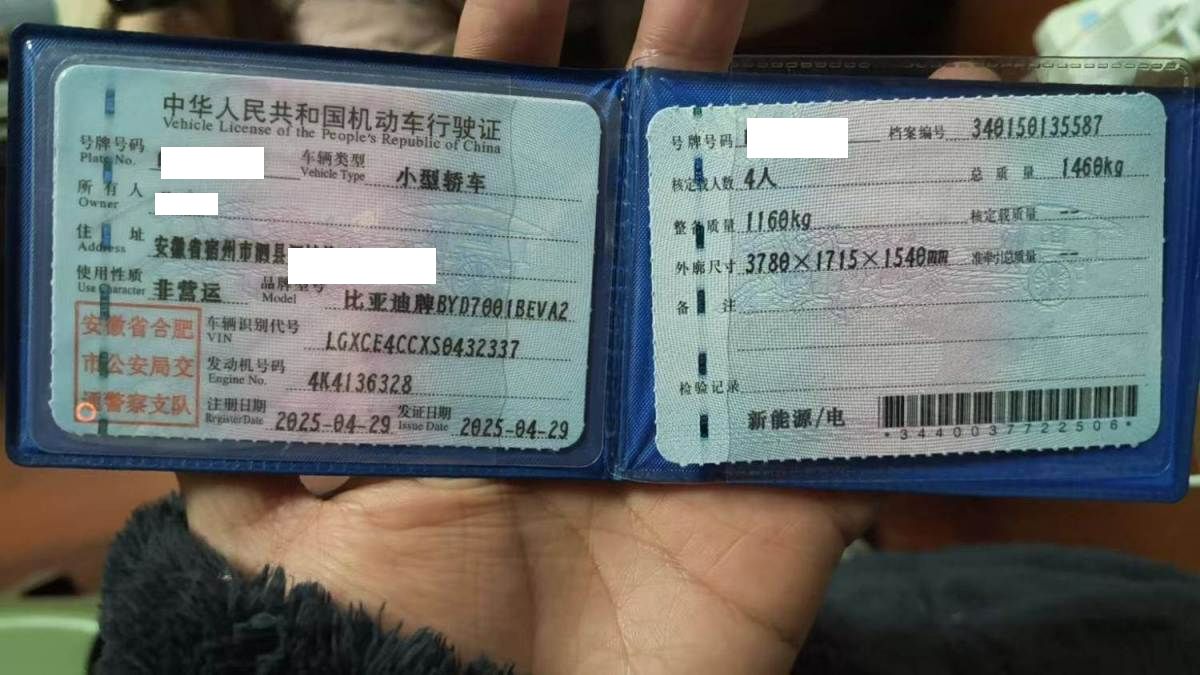 中华人民共和国机动车行驶证
Vehicle License of the People's Republic of China
号牌号码
Plate No.
车辆类型 小型轿车
Vehicle Type
所有人
Owner
住址 安徽省宿州市泗县
Address
使用性质 非营运
Use Character
品牌型号 比亚迪牌BYD7001BEVA2
Model
安徽省合肥
市公安局交
通警察支队
车辆识别代号 LGXCE4CCXS0432337
VIN
发动机号码 4K4136328
Engine No.
注册日期 2025-04-29 发证日期 2025-04-29
Register Date Issue Date
号牌号码 档案编号 340150135587
核定载人数 4人 总质量 1460kg
整备质量 1160kg 核定载质量 --
外廓尺寸 3780×1715×1540mm 准牵引总质量 --
备注
检验记录
新能源/电
*3440037722506*